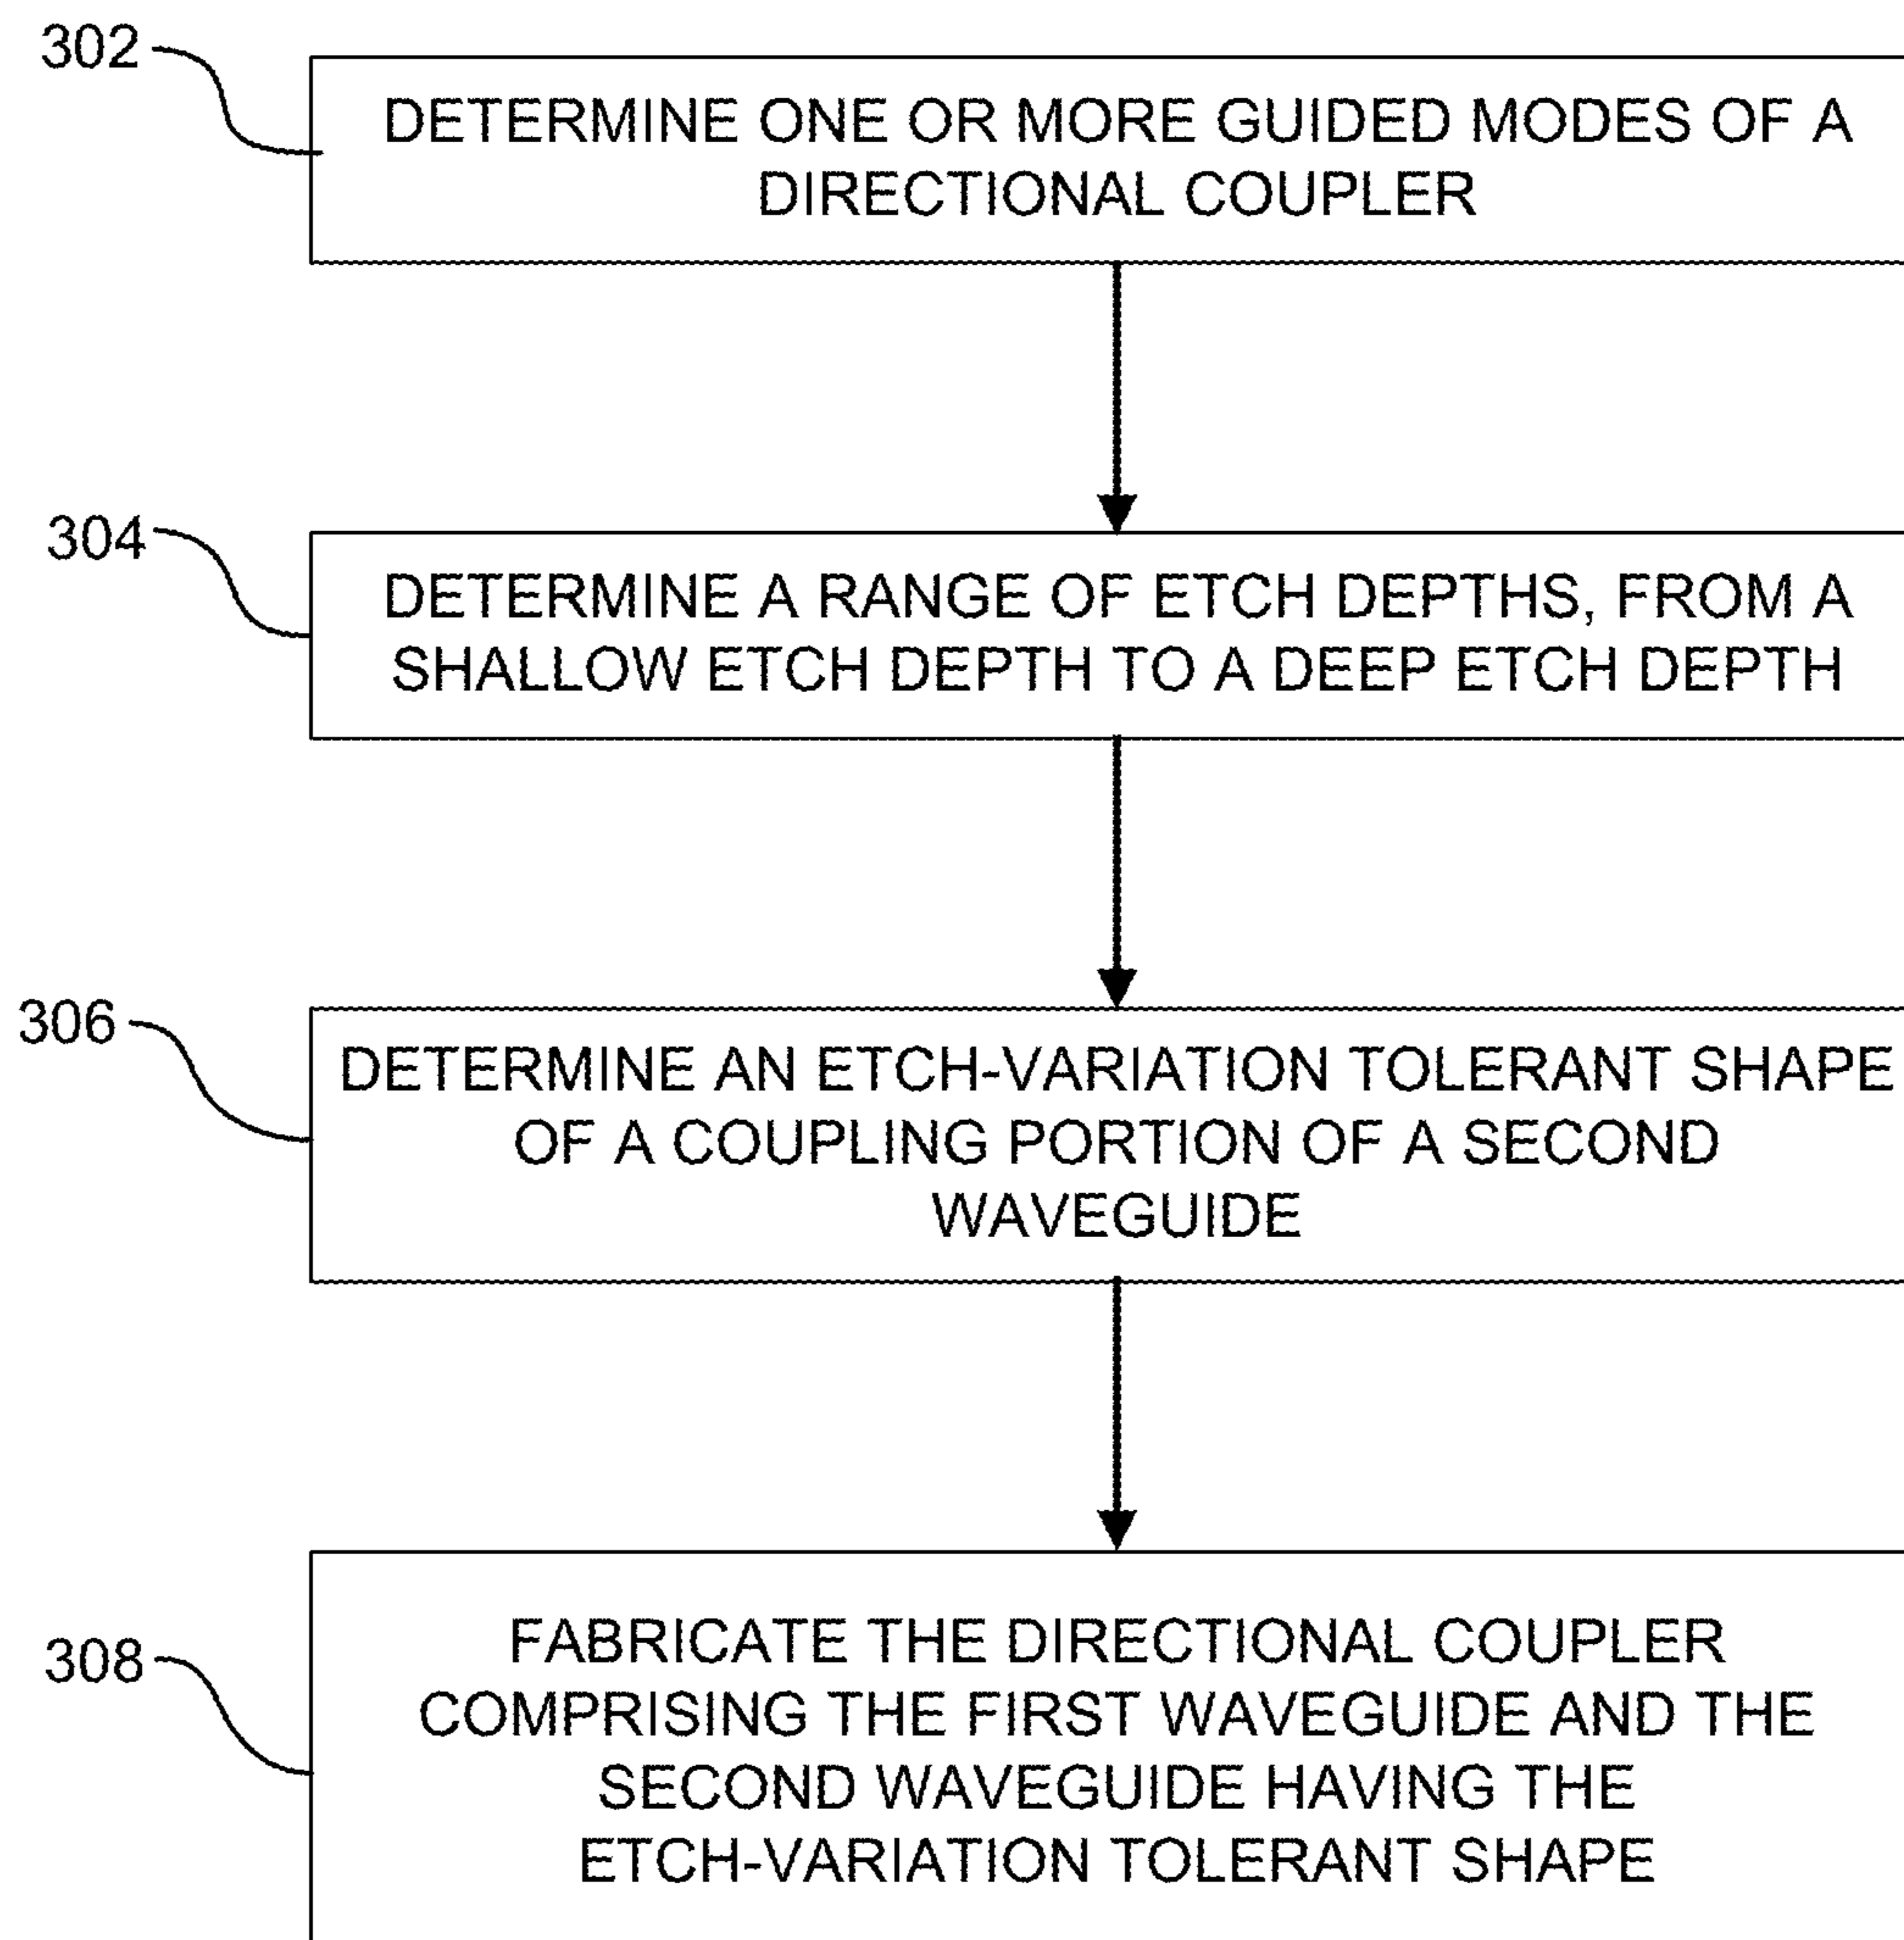 302
DETERMINE ONE OR MORE GUIDED MODES OF A
DIRECTIONAL COUPLER
304
DETERMINE A RANGE OF ETCH DEPTHS, FROM A
SHALLOW ETCH DEPTH TO A DEEP ETCH DEPTH
306
DETERMINE AN ETCH-VARIATION TOLERANT SHAPE
OF A COUPLING PORTION OF A SECOND
WAVEGUIDE
308
FABRICATE THE DIRECTIONAL COUPLER
COMPRISING THE FIRST WAVEGUIDE AND THE
SECOND WAVEGUIDE HAVING THE
ETCH-VARIATION TOLERANT SHAPE